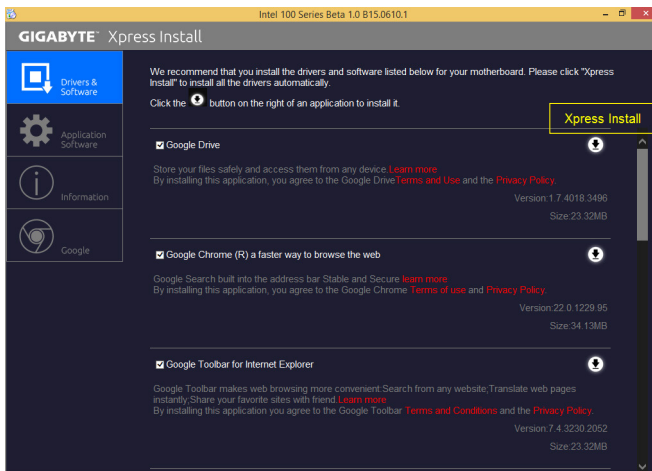 Intel 100 Series Beta 1.0 B15.0610.1
GIGABYTE™ Xpress Install
Drivers &
Software
Application
Software
Information
Google
We recommend that you install the drivers and software listed below for your motherboard. Please click "Xpress
Install" to install all the drivers automatically.
Click the button on the right of an application to install it.
Xpress Install
Google Drive
Store your files safely and access them from any device.Learn more
By installing this application, you agree to the Google DriveTerms and Use and the Privacy Policy.
Version:1.7.4018.3496
Size:23.32MB
Google Chrome (R) a faster way to browse the web
Google Search built into the address bar Stable and Secure learn more
By installing this application, you agree to the Google Chrome Terms of use and Privacy Policy.
Version:22.0.1229.95
Size:34.13MB
Google Toolbar for Internet Explorer
Google Toolbar makes web browsing more convenient.Search from any website;Translate web pages
instantly;Share your favorite sites with friend.Learn more
By installing this application you agree to the Google Toolbar Terms and Conditions and the Privacy Policy.
Version:7.4.3230.2052
Size:23.32MB